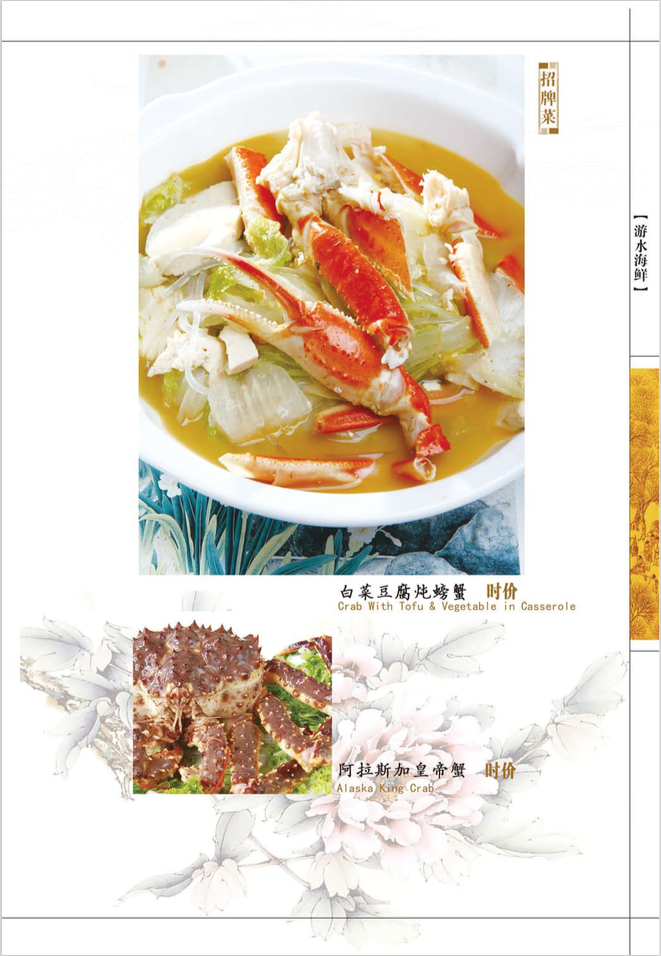 招牌菜
【游水海鲜】
白菜豆腐炖螃蟹 时价
Crab With Tofu & Vegetable in Casserole
阿拉斯加皇帝蟹 时价
Alaska King Crab